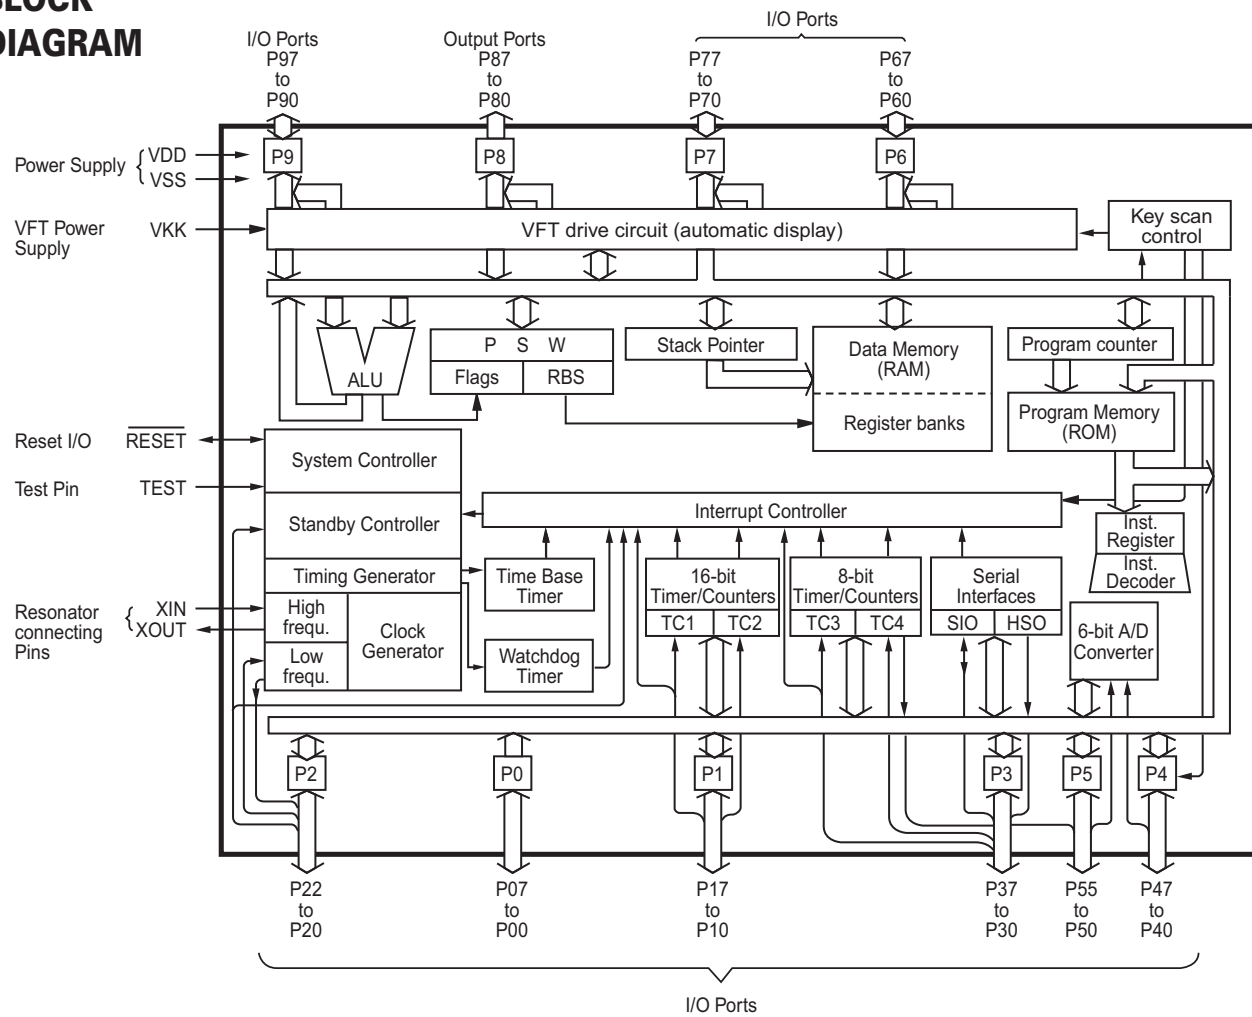 BLOCK
DIAGRAM
I/O Ports
I/O Ports
P97
to
P90
Output Ports
P87
to
P80
P77
to
P70
P67
to
P60
Power Supply { VDD
VSS
P9
P8
P7
P6
VFT Power
Supply
VKK
VFT drive circuit (automatic display)
Key scan
control
ALU
P S W
Flags
RBS
Stack Pointer
Data Memory
(RAM)
Register banks
Program counter
Program Memory
(ROM)
Reset I/O
RESET
Test Pin
TEST
System Controller
Standby Controller
Interrupt Controller
Inst.
Register
Inst.
Decoder
Timing Generator
Time Base
Timer
16-bit
Timer/Counters
TC1
TC2
8-bit
Timer/Counters
TC3
TC4
Serial
Interfaces
SIO
HSO
6-bit A/D
Converter
Resonator
connecting
Pins
{ XIN
XOUT
High
frequ.
Low
frequ.
Clock
Generator
Watchdog
Timer
P2
P0
P1
P3
P5
P4
P22
to
P20
P07
to
P00
P17
to
P10
P37
to
P30
P55
to
P50
P47
to
P40
I/O Ports